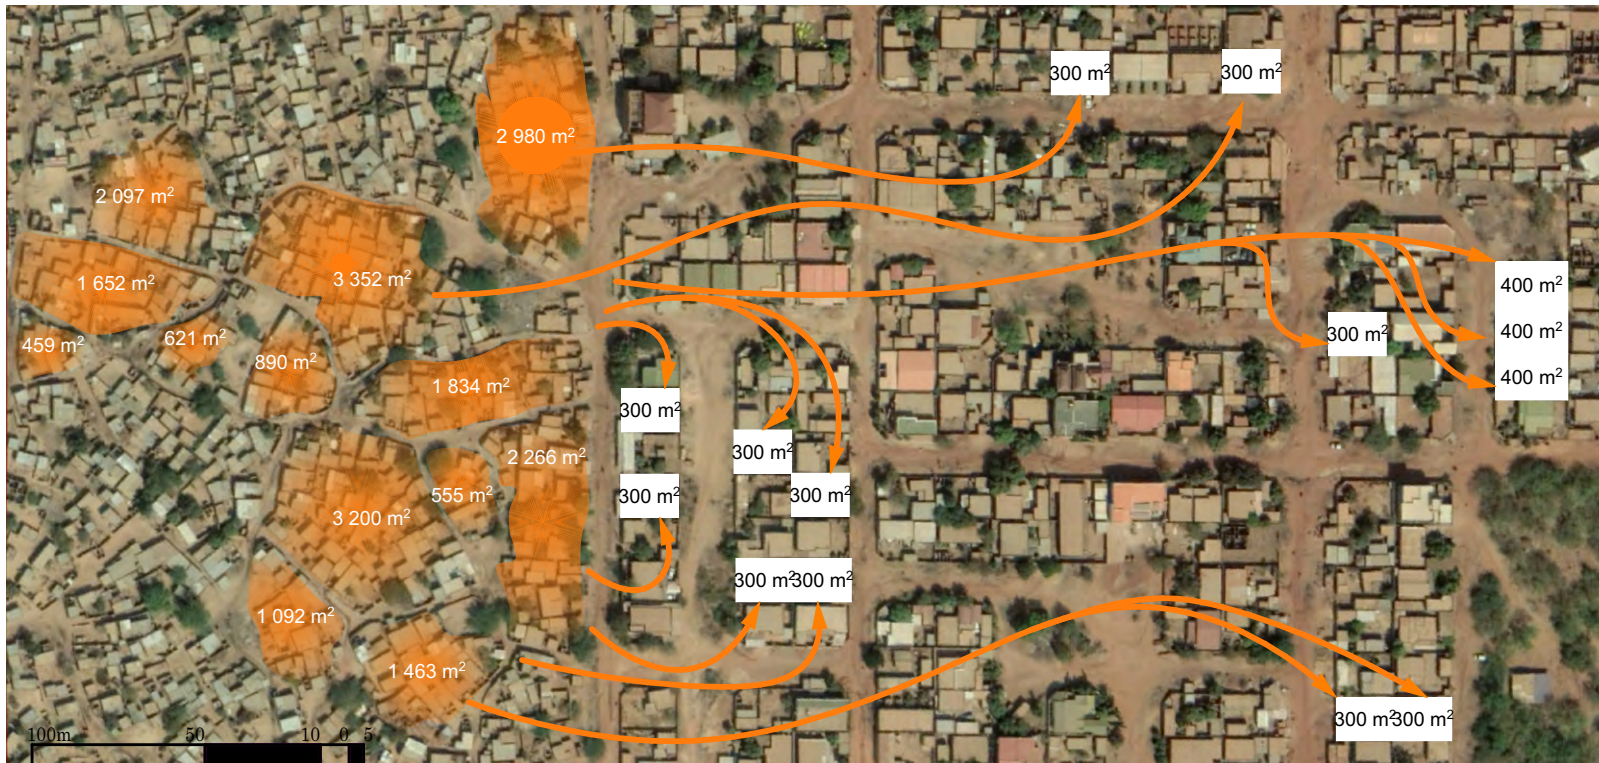 300 m²
300 m²
2 980 m²
2 097 m²
3 352 m²
1 652 m²
400 m²
400 m²
400 m²
300 m²
459 m²
621 m²
890 m²
1 834 m²
300 m²
300 m²
2 266 m²
555 m²
300 m²
300 m²
3 200 m²
300 m² 300 m²
1 092 m²
1 463 m²
300 m² 300 m²
100m 50 10 0 5